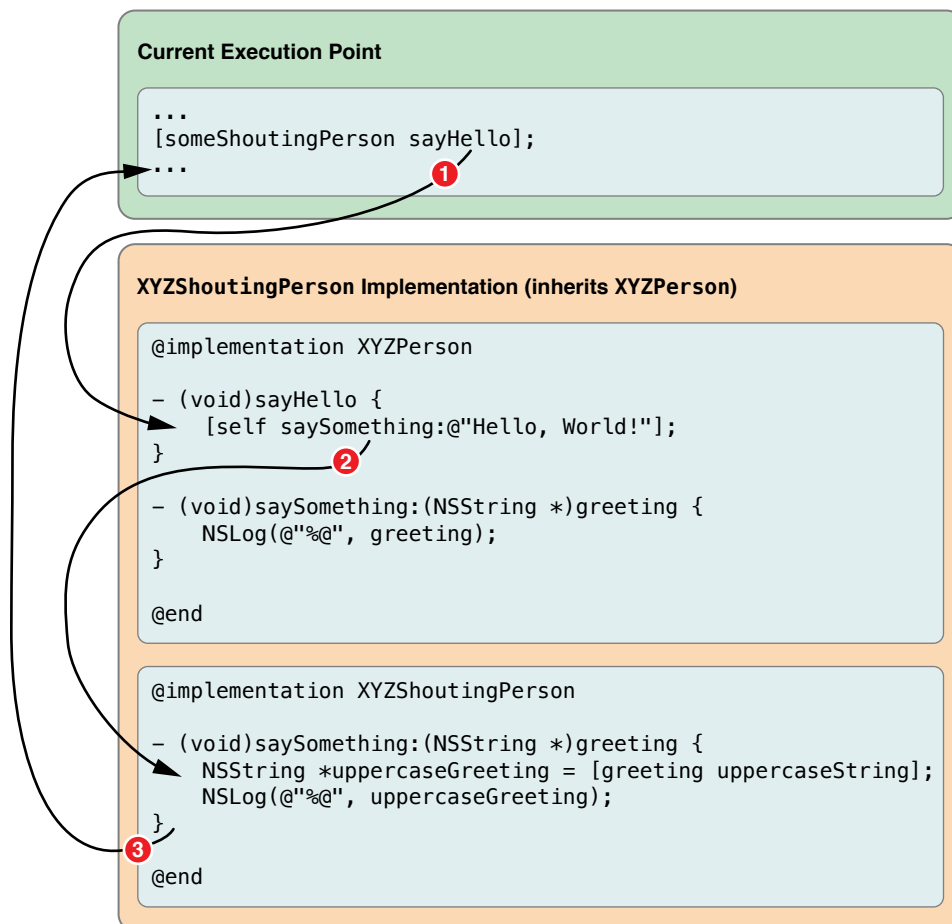 Current Execution Point
...
[someShoutingPerson sayHello];
...
1
XYZShoutingPerson Implementation (inherits XYZPerson)
@implementation XYZPerson
- (void)sayHello {
    [self saySomething:@"Hello, World!"];
}
2
- (void)saySomething:(NSString *)greeting {
    NSLog(@"%@", greeting);
}
@end
@implementation XYZShoutingPerson
- (void)saySomething:(NSString *)greeting {
    NSString *uppercaseGreeting = [greeting uppercaseString];
    NSLog(@"%@", uppercaseGreeting);
}
3
@end